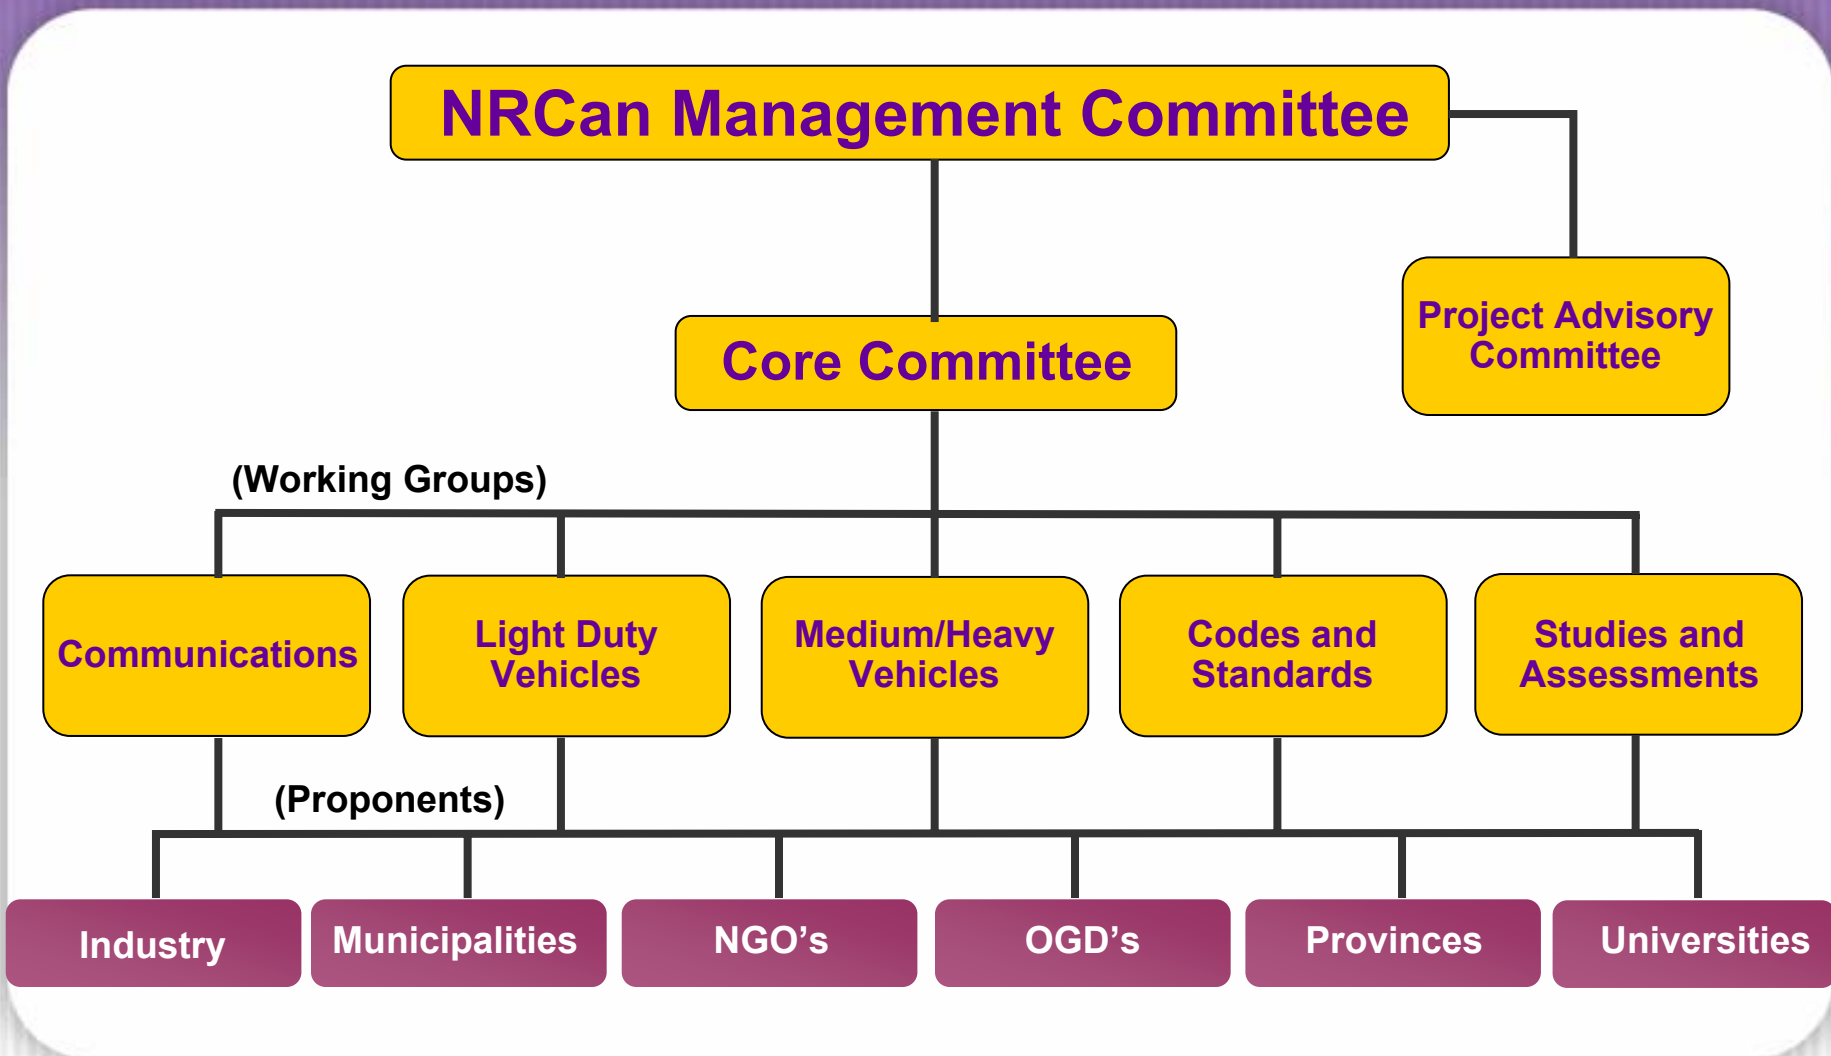 NRCan Management Committee
Project Advisory
Committee
Core Committee
(Working Groups)
Communications
Light Duty
Vehicles
Medium/Heavy
Vehicles
Codes and
Standards
Studies and
Assessments
(Proponents)
Industry
Municipalities
NGO’s
OGD’s
Provinces
Universities